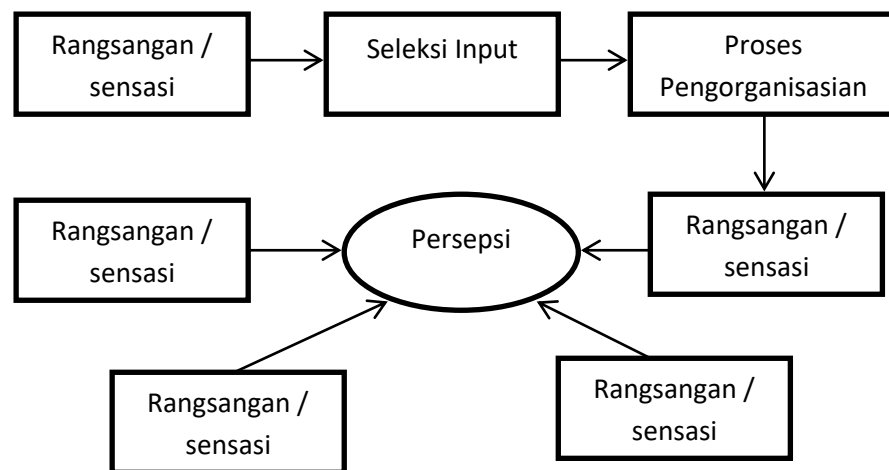 Rangsangan /
sensasi
Seleksi Input
Proses
Pengorganisasian
Rangsangan /
sensasi
Persepsi
Rangsangan /
sensasi
Rangsangan /
sensasi
Rangsangan /
sensasi